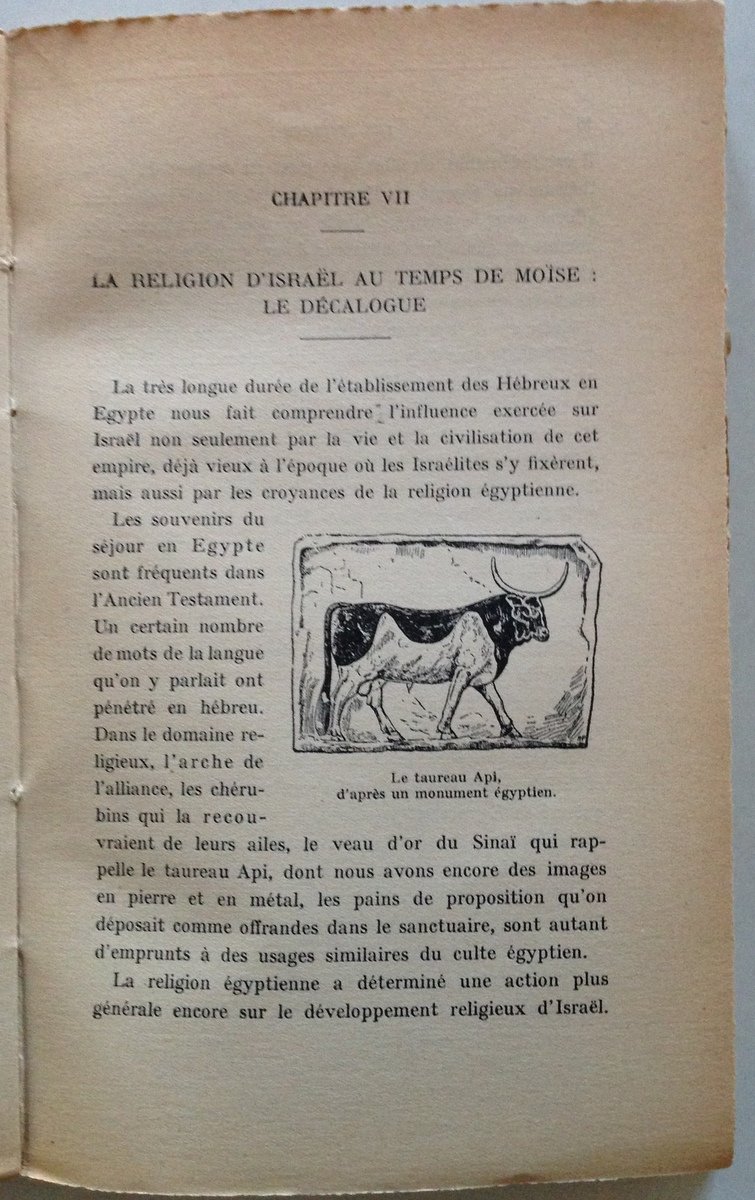 CHAPITRE VII
LA RELIGION D'ISRAËL AU TEMPS DE MOÏSE :
LE DÉCALOGUE
La très longue durée de l'établissement des Hébreux en
Egypte nous fait comprendre l'influence exercée sur
Israël non seulement par la vie et la civilisation de cet
empire, déjà vieux à l'époque où les Israélites s'y fixèrent,
mais aussi par les croyances de la religion égyptienne.
Les souvenirs du
séjour en Egypte
sont fréquents dans
l'Ancien Testament.
Un certain nombre
de mots de la langue
qu'on y parlait ont
pénétré en hébreu.
Dans le domaine re-
ligieux, l'arche de
l'alliance, les chéru-
bins qui la recou-
Le taureau Api,
d'après un monument égyptien.
vraient de leurs ailes, le veau d'or du Sinaï qui rap-
pelle le taureau Api, dont nous avons encore des images
en pierre et en métal, les pains de proposition qu'on
déposait comme offrandes dans le sanctuaire, sont autant
d'emprunts à des usages similaires du culte égyptien.
La religion égyptienne a déterminé une action plus
générale encore sur le développement religieux d'Israël.